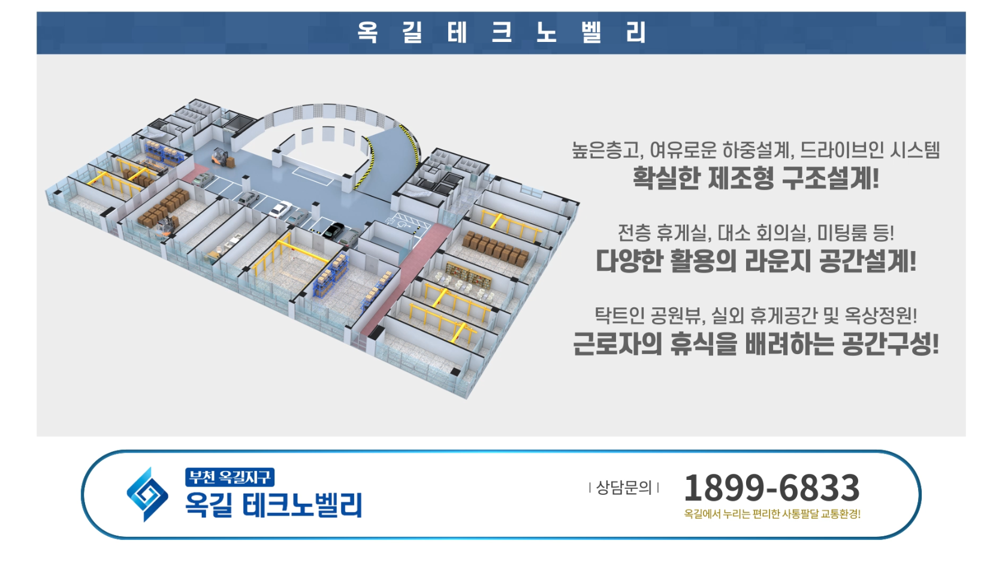 옥길테크노벨리
높은층고, 여유로운 하중설계, 드라이브인 시스템
확실한 제조형 구조설계!
전층 휴게실, 대소 회의실, 미팅룸 등!
다양한 활용의 라운지 공간설계!
탁트인 공원뷰, 실외 휴게공간 및 옥상정원!
근로자의 휴식을 배려하는 공간구성!
부천 옥길지구
옥길 테크노벨리
| 상담문의 |
1899-6833
옥길에서 누리는 편리한 사통팔달 교통환경!